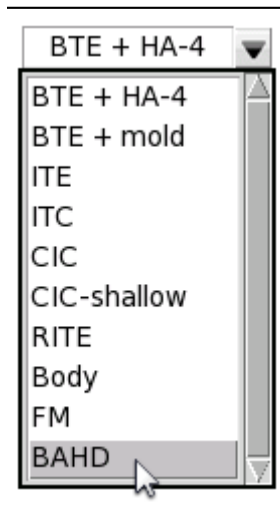 BTE + HA-4
BTE + HA-4
BTE + mold
ITE
ITC
CIC
CIC-shallow
RITE
Body
FM
BAHD